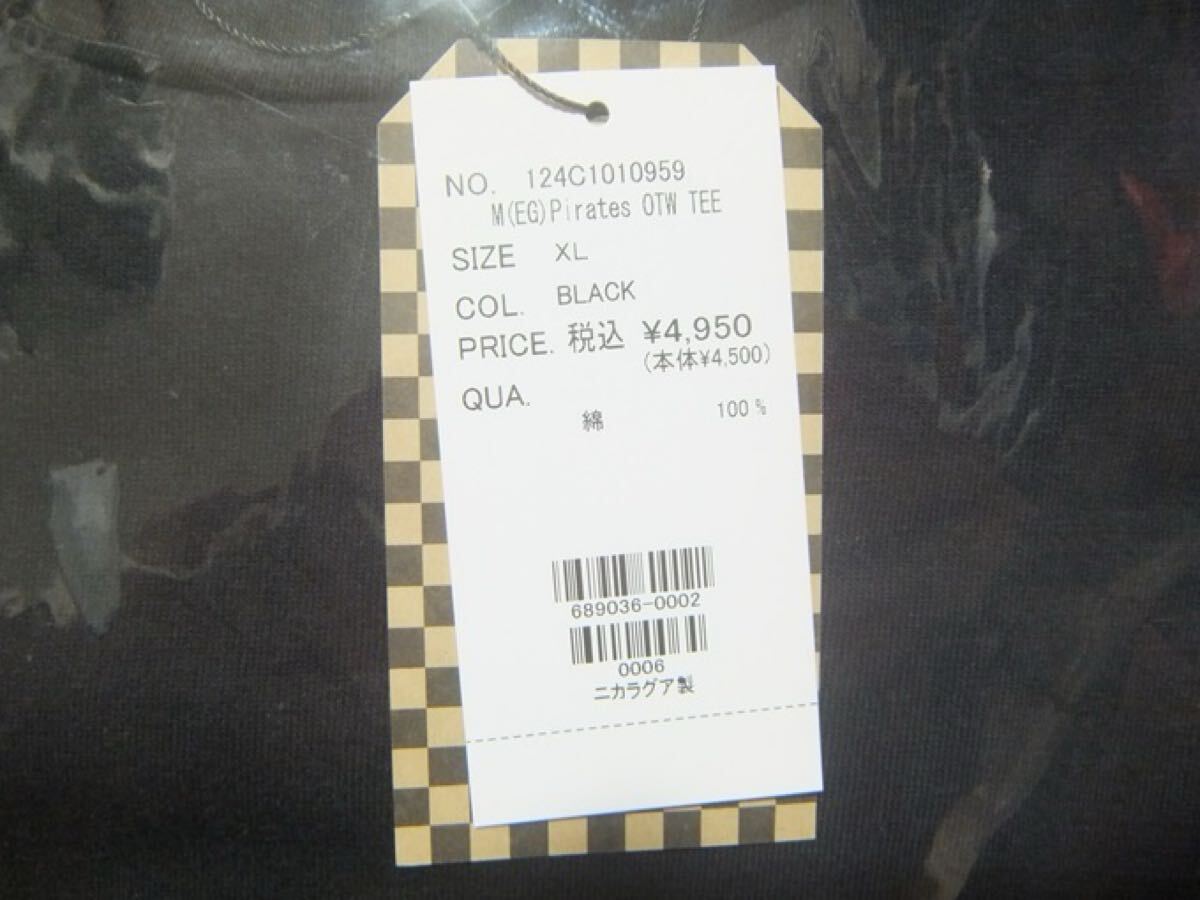 NO. 124C1010959
M(EG)Pirates OTW TEE
SIZE XL
COL. BLACK
PRICE. 税込 ¥4,950
(本体¥4,500)
QUA.
綿 100%
689036-0002
0006
ニカラグア製